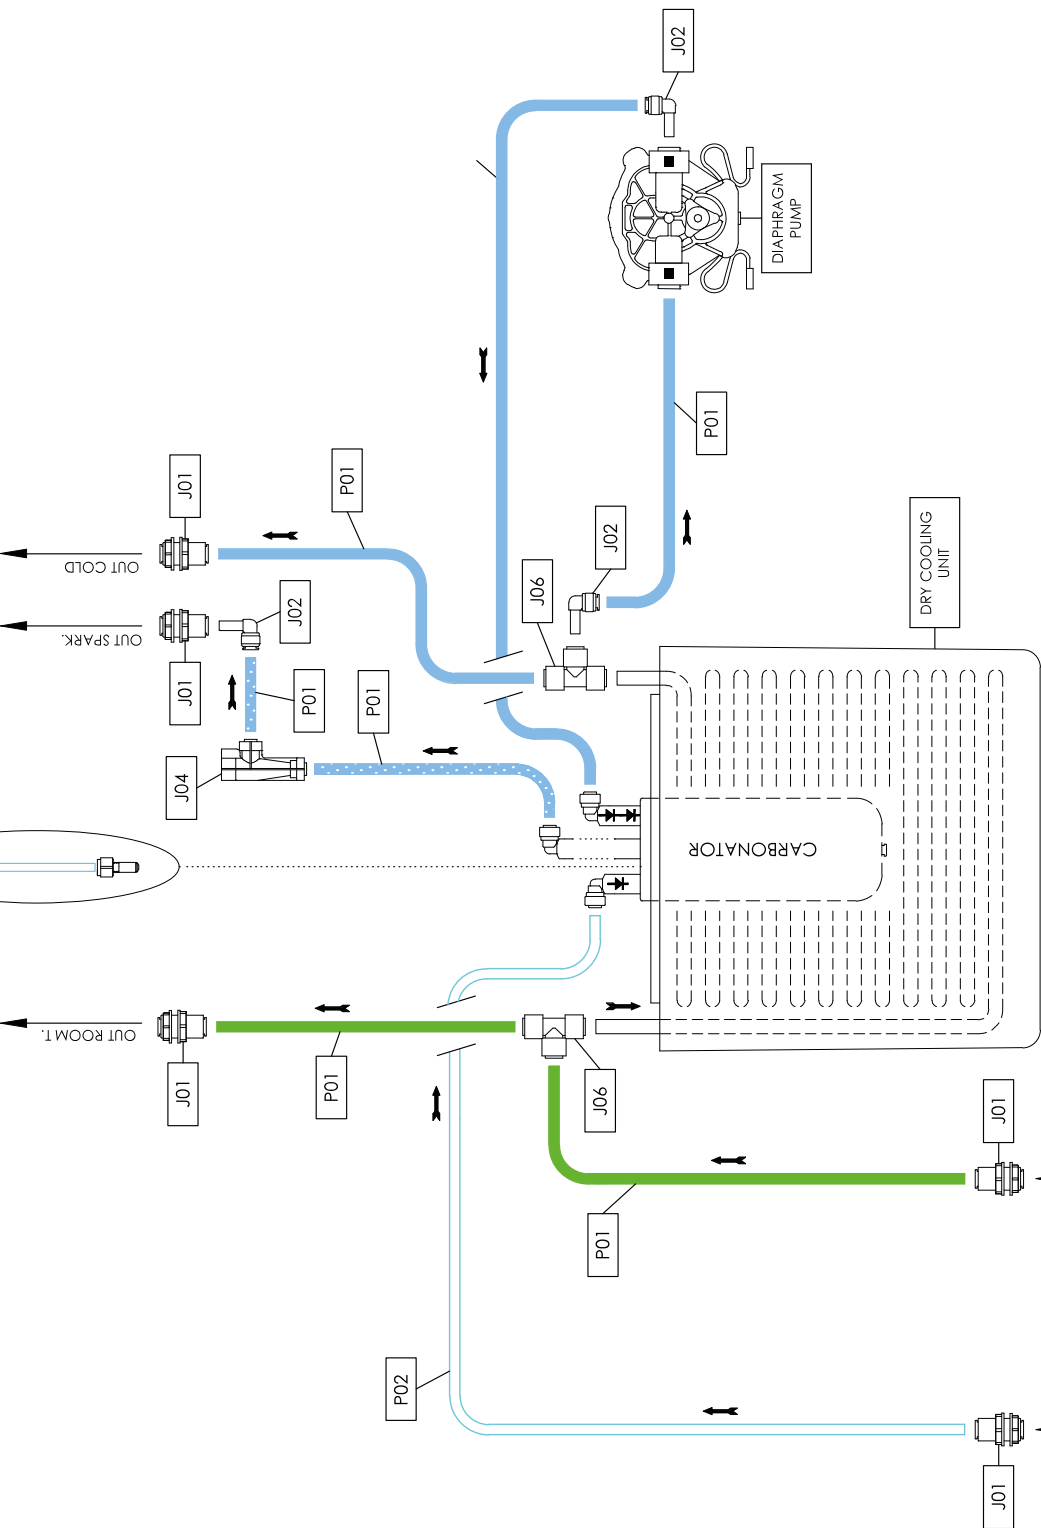 J02
DIAPHRAGM
PUMP
P01
J01
P01
OUT COLD
J02
J06
DRY COOLING
UNIT
OUT SPARK.
J01
J02
P01
P01
J04
CARBONATOR
OUT ROOM T.
J01
P01
J06
J01
P01
P02
J01